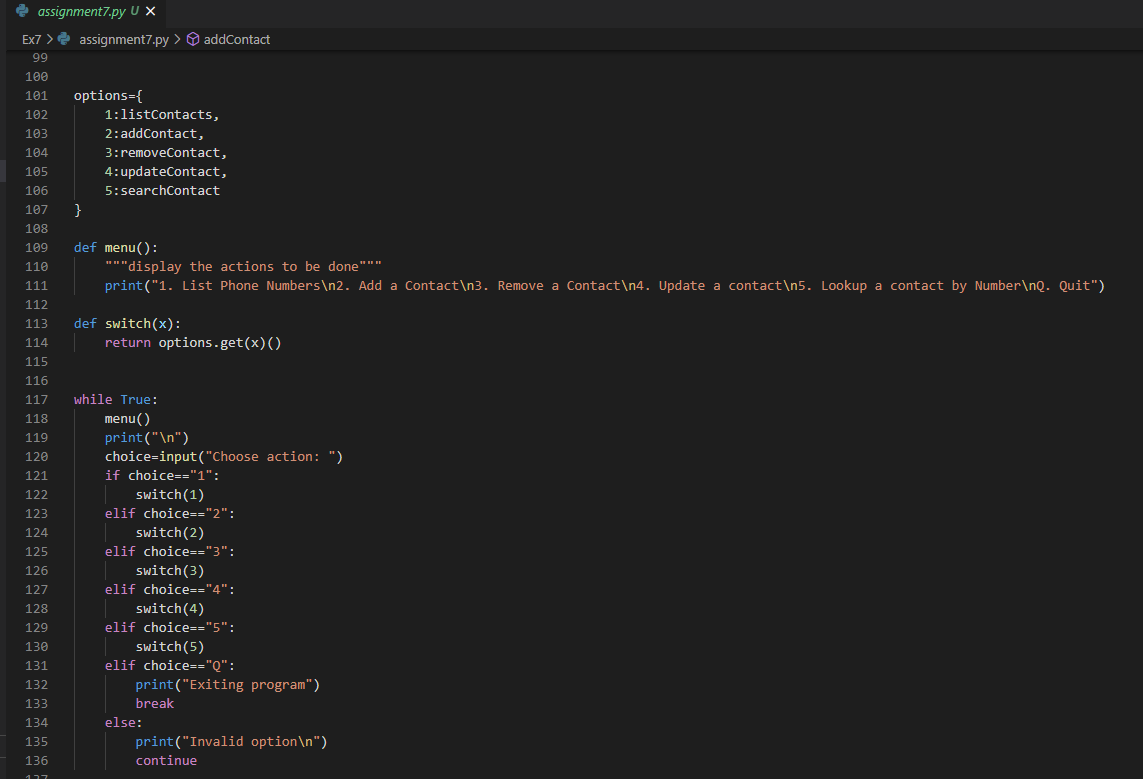 assignment7.py U ×
Ex7 > assignment7.py > addContact
99
100
101 options={
102     1:listContacts,
103     2:addContact,
104     3:removeContact,
105     4:updateContact,
106     5:searchContact
107 }
108
109 def menu():
110     """display the actions to be done"""
111     print("1. List Phone Numbers\n2. Add a Contact\n3. Remove a Contact\n4. Update a contact\n5. Lookup a contact by Number\nQ. Quit")
112
113 def switch(x):
114     return options.get(x)()
115
116
117 while True:
118     menu()
119     print("\n")
120     choice=input("Choose action: ")
121     if choice=="1":
122         switch(1)
123     elif choice=="2":
124         switch(2)
125     elif choice=="3":
126         switch(3)
127     elif choice=="4":
128         switch(4)
129     elif choice=="5":
130         switch(5)
131     elif choice=="Q":
132         print("Exiting program")
133         break
134     else:
135         print("Invalid option\n")
136         continue
137